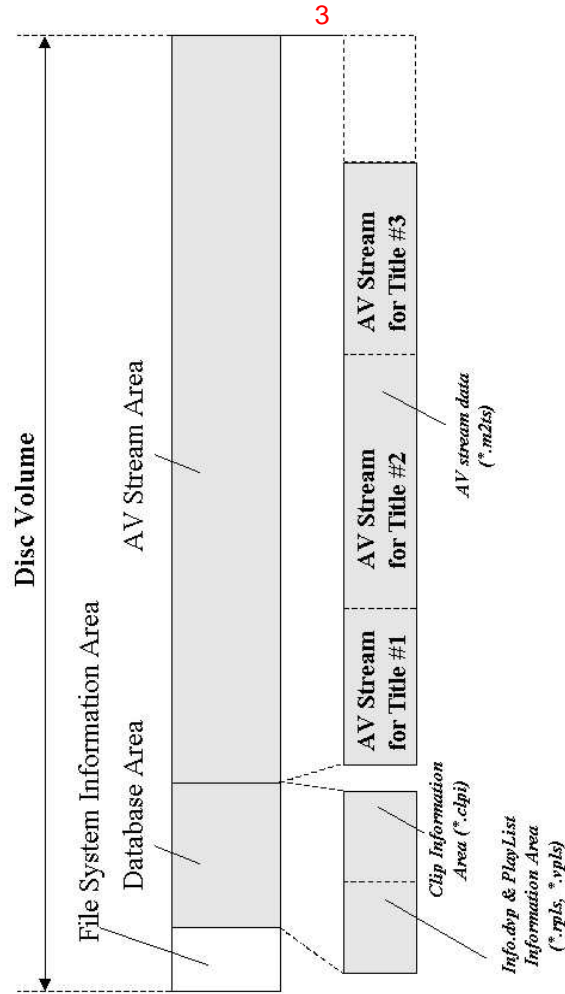 3
Disc Volume
File System Information Area
Database Area
AV Stream Area
AV Stream
for Title #1
AV Stream
for Title #2
AV Stream
for Title #3
Info.dvp & PlayList
Information Area
(*.rpls, *.vpls)
Clip Information
Area (*.clpi)
AV stream data
(*.m2ts)